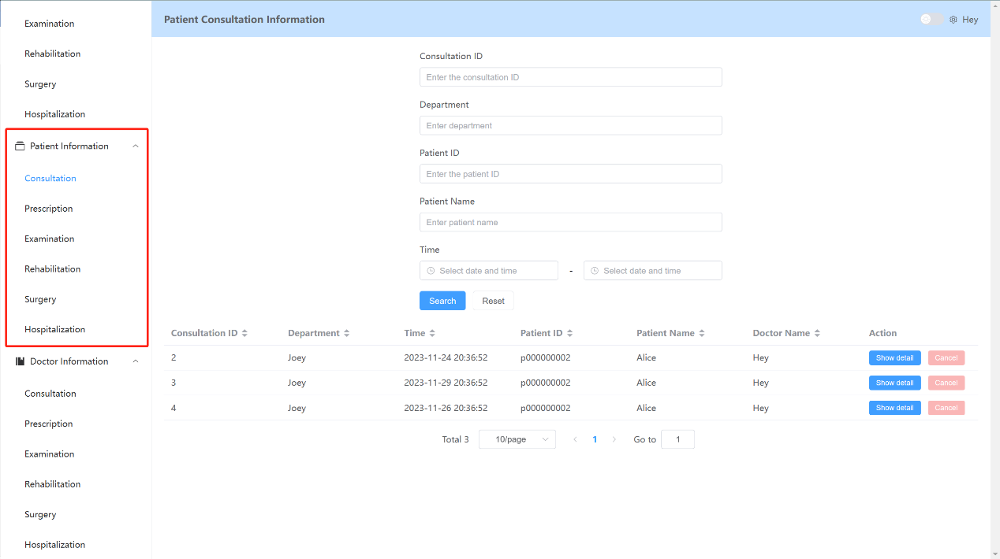 Examination
Rehabilitation
Surgery
Hospitalization
Patient Information
Consultation
Prescription
Examination
Rehabilitation
Surgery
Hospitalization
Doctor Information
Consultation
Prescription
Examination
Rehabilitation
Surgery
Hospitalization
Patient Consultation Information
Hey
Consultation ID
Enter the consultation ID
Department
Enter department
Patient ID
Enter the patient ID
Patient Name
Enter patient name
Time
Select date and time - Select date and time
Search Reset
Consultation ID Department Time Patient ID Patient Name Doctor Name Action
2 Joey 2023-11-24 20:36:52 p000000002 Alice Hey Show detail Cancel
3 Joey 2023-11-29 20:36:52 p000000002 Alice Hey Show detail Cancel
4 Joey 2023-11-26 20:36:52 p000000002 Alice Hey Show detail Cancel
Total 3 10/page 1 Go to 1